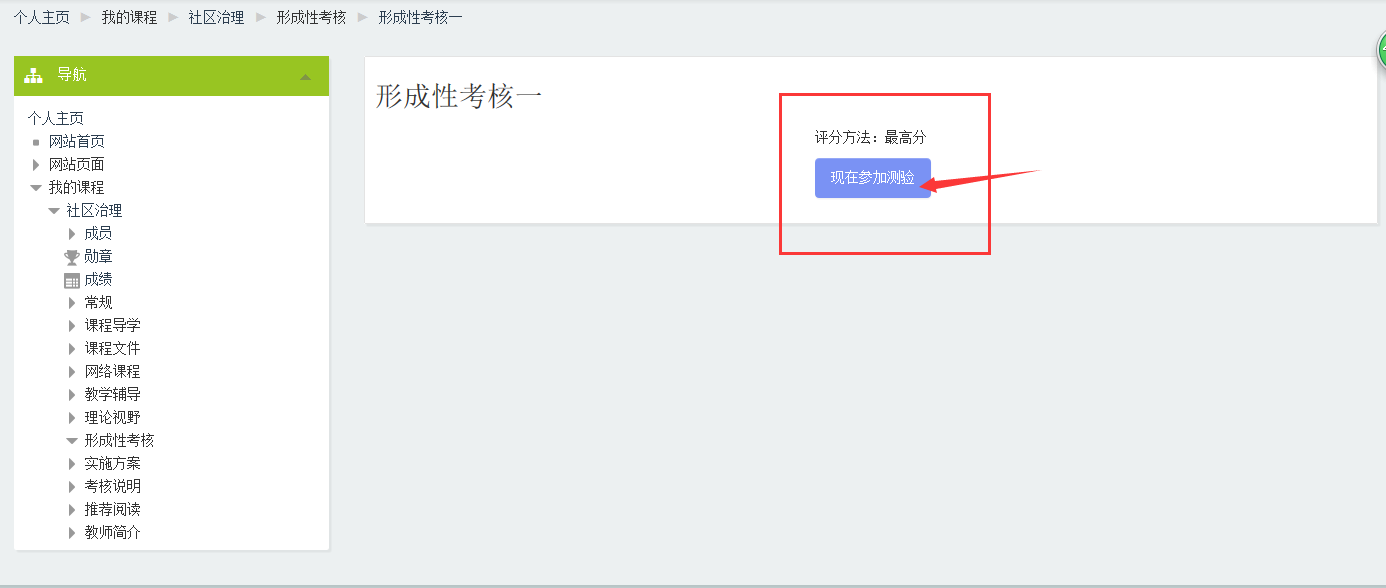 个人主页 我的课程 社区治理 形成性考核 形成性考核一
导航
个人主页
网站首页
网站页面
我的课程
社区治理
成员
勋章
成绩
常规
课程导学
课程文件
网络课程
教学辅导
理论视野
形成性考核
实施方案
考核说明
推荐阅读
教师简介
形成性考核一
评分方法：最高分
现在参加测验